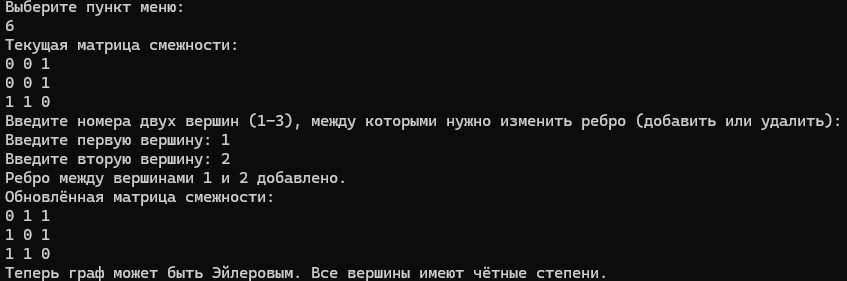 Выберите пункт меню:
6
Текущая матрица смежности:
0 0 1
0 0 1
1 1 0
Введите номера двух вершин (1–3), между которыми нужно изменить ребро (добавить или удалить):
Введите первую вершину: 1
Введите вторую вершину: 2
Ребро между вершинами 1 и 2 добавлено.
Обновлённая матрица смежности:
0 1 1
1 0 1
1 1 0
Теперь граф может быть Эйлеровым. Все вершины имеют чётные степени.